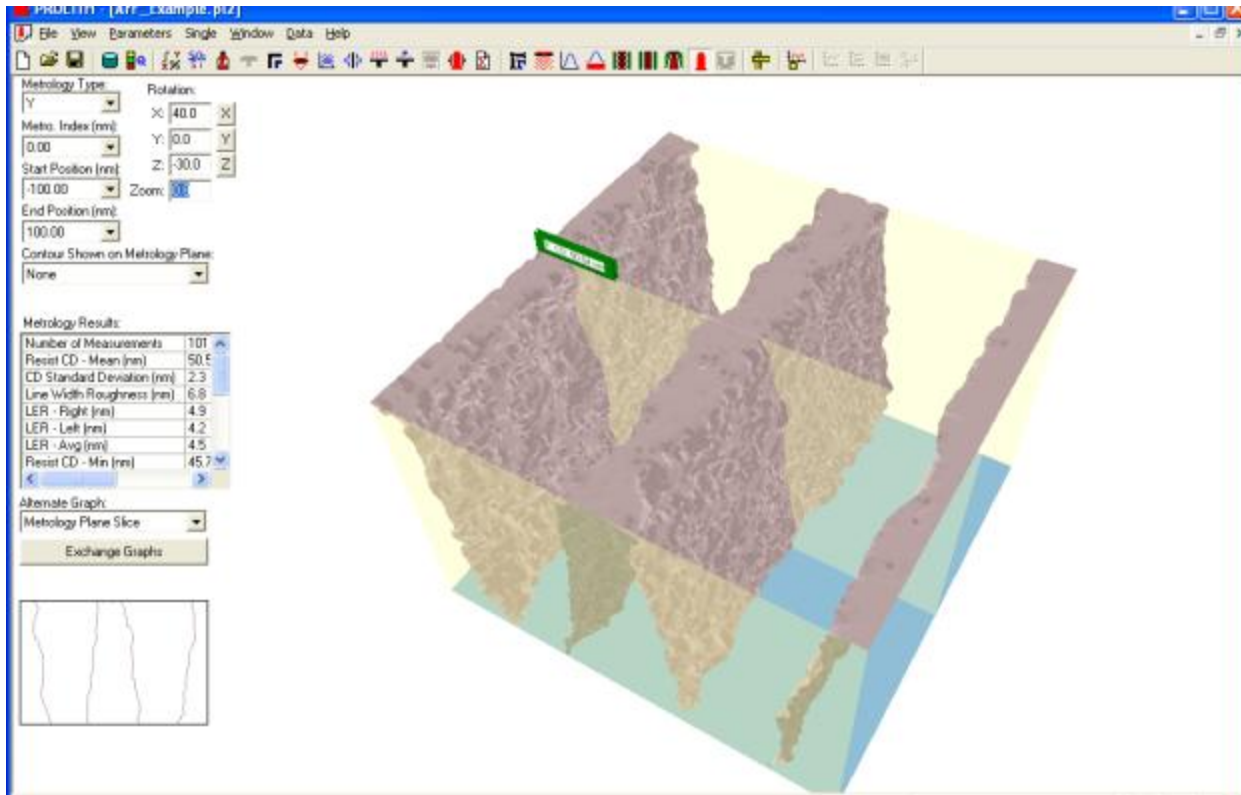 PROLITH - [Arf_Example.pl2]
File View Parameters Single Window Data Help
Metrology Type:
Y
Rotation:
X: 40.0 X
Metro. Index (nm):
0.00
Y: 0.0 Y
Start Position (nm):
Z: -30.0 Z
-100.00
Zoom:
End Position (nm):
100.00
Contour Shown on Metrology Plane:
None
Metrology Results:
Number of Measurements 101
Resist CD - Mean (nm) 50.5
CD Standard Deviation (nm) 2.3
Line Width Roughness (nm) 6.8
LER - Right (nm) 4.9
LER - Left (nm) 4.2
LER - Avg (nm) 4.5
Resist CD - Min (nm) 45.7
Alternate Graph:
Metrology Plane Slice
Exchange Graphs